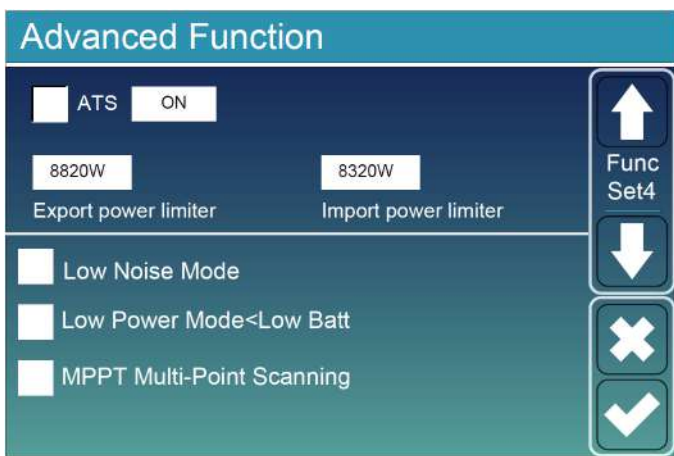 Advanced Function
ATS ON
8820W 8320W
Export power limiter Import power limiter
Func
Set4
Low Noise Mode
Low Power Mode<Low Batt
MPPT Multi-Point Scanning